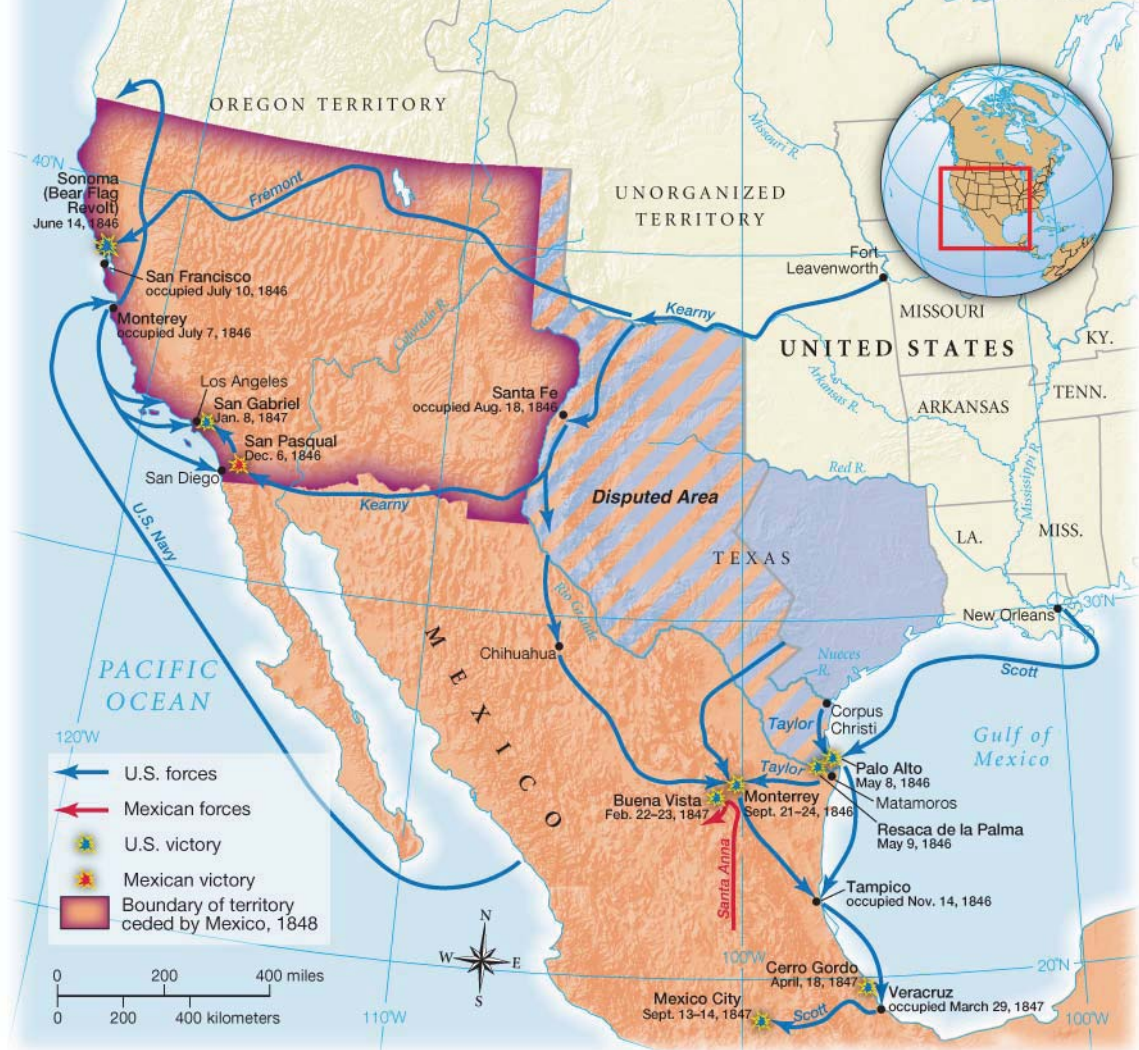 OREGON TERRITORY
Missouri R.
40°N
Sonoma
(Bear Flag
Revolt)
June 14, 1846
Frémont
UNORGANIZED
TERRITORY
Fort
Leavenworth
San Francisco
occupied July 10, 1846
Monterey
occupied July 7, 1846
Colorado R.
Kearny
MISSOURI
KY.
UNITED STATES
Arkansas R.
TENN.
ARKANSAS
Los Angeles
San Gabriel
Jan. 8, 1847
San Pasqual
Dec. 6, 1846
San Diego
Santa Fe
occupied Aug. 18, 1846
Kearny
Disputed Area
Red R.
Mississippi R.
LA.
MISS.
TEXAS
U.S. Navy
Rio Grande
New Orleans
30°N
Chihuahua
MEXICO
Nueces
R.
Scott
PACIFIC
OCEAN
Corpus
Christi
Taylor
Gulf of
Mexico
120°W
Taylor
Palo Alto
May 8, 1846
Matamoros
Buena Vista
Feb. 22–23, 1847
Monterrey
Sept. 21–24, 1846
Resaca de la Palma
May 9, 1846
Santa Anna
Tampico
occupied Nov. 14, 1846
U.S. forces
Mexican forces
U.S. victory
Mexican victory
Boundary of territory
ceded by Mexico, 1848
N
W
E
S
100°W
20°N
Cerro Gordo
April, 18, 1847
Veracruz
occupied March 29, 1847
Mexico City
Sept. 13–14, 1847
Scott
0 200 400 miles
0 200 400 kilometers
110°W
100°W